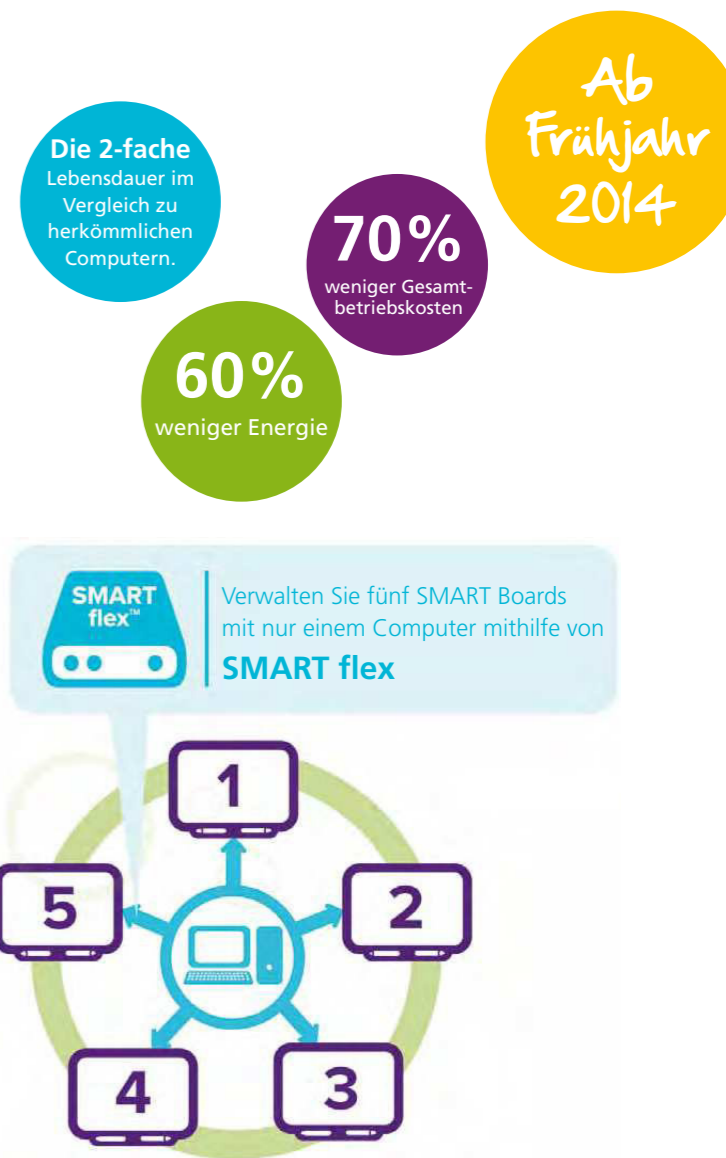 Ab
Frühjahr
2014
Die 2-fache
Lebensdauer im
Vergleich zu
herkömmlichen
Computern.
70%
weniger Gesamt-
betriebskosten
60%
weniger Energie
SMART
flex™
Verwalten Sie fünf SMART Boards
mit nur einem Computer mithilfe von
SMART flex
1
2
3
4
5